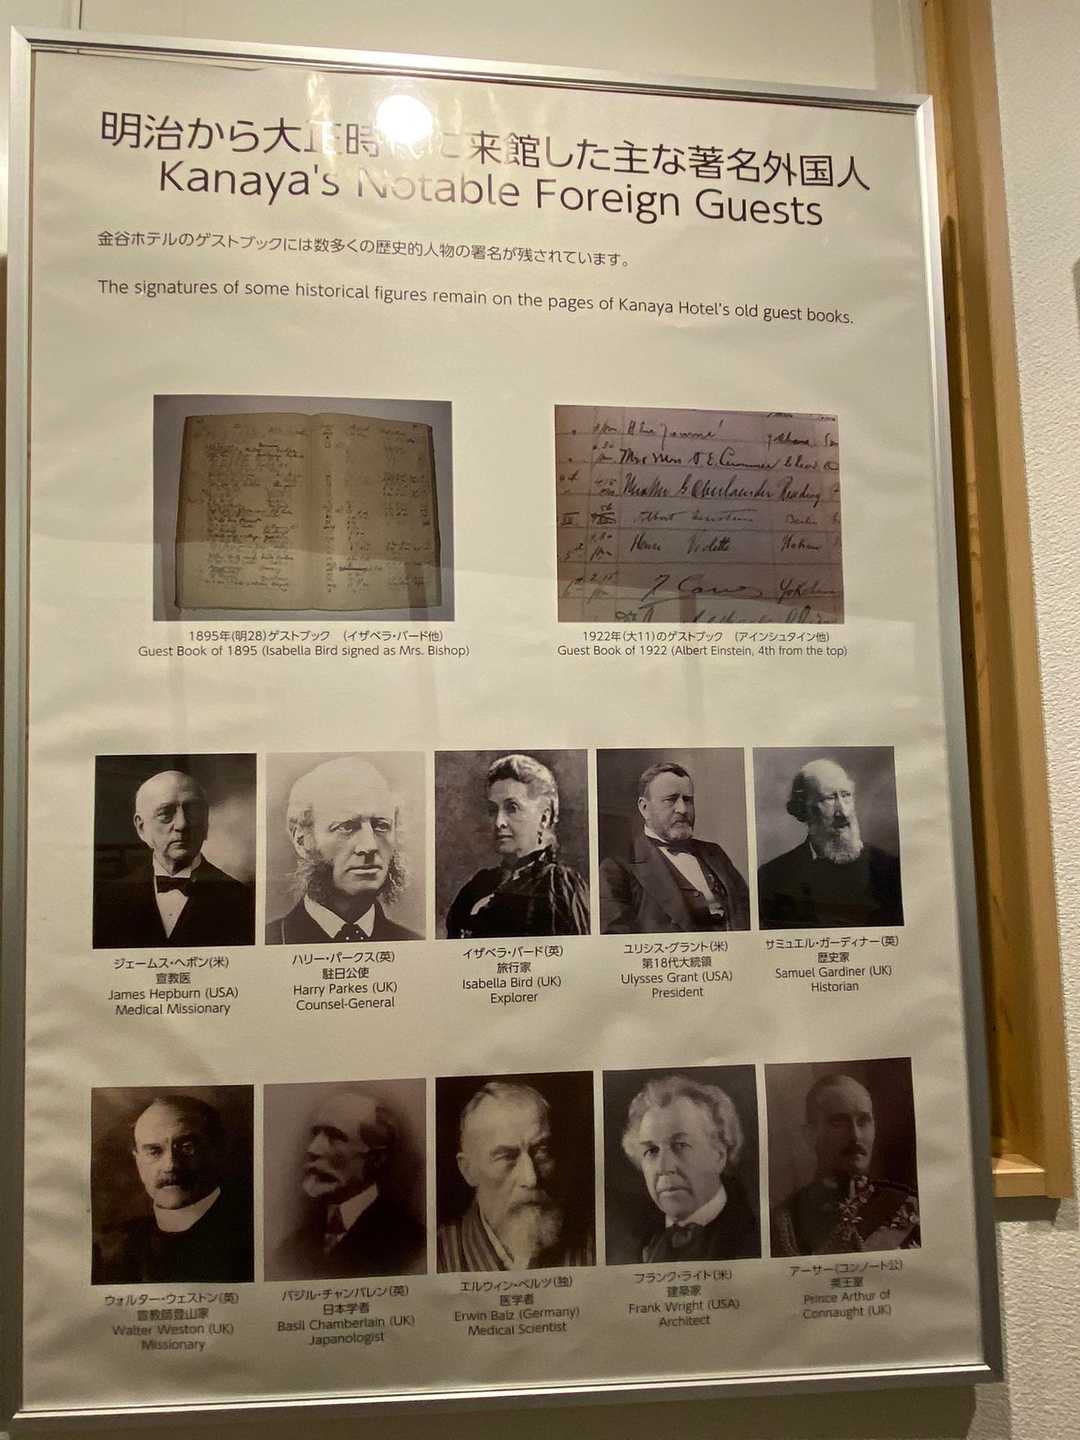 明治から大正時代に来館した主な著名外国人
Kanaya's Notable Foreign Guests
金谷ホテルのゲストブックには数多くの歴史的人物の署名が残されています。
The signatures of some historical figures remain on the pages of Kanaya Hotel's old guest books.
Oberlaender Reading
Albert Einstein Berlin
Henri Violette
1895年(明28)ゲストブック (イザベラ・バード他)
Guest Book of 1895 (Isabella Bird signed as Mrs. Bishop)
1922年(大11)のゲストブック (アインシュタイン他)
Guest Book of 1922 (Albert Einstein, 4th from the top)
ジェームス・ヘボン(米)
宣教医
James Hepburn (USA)
Medical Missionary
ハリー・パークス(英)
駐日公使
Harry Parkes (UK)
Counsel-General
イザベラ・バード(英)
旅行家
Isabella Bird (UK)
Explorer
ユリシス・グラント(米)
第18代大統領
Ulysses Grant (USA)
President
サミュエル・ガーディナー(英)
歴史家
Samuel Gardiner (UK)
Historian
ウォルター・ウェストン(英)
宣教師登山家
Walter Weston (UK)
Missionary
バジル・チャンバレン(英)
日本学者
Basil Chamberlain (UK)
Japanologist
エルウィン・ベルツ(独)
医学者
Erwin Balz (Germany)
Medical Scientist
フランク・ライト(米)
建築家
Frank Wright (USA)
Architect
アーサー(コンノート公)
英王室
Prince Arthur of
Connaught (UK)